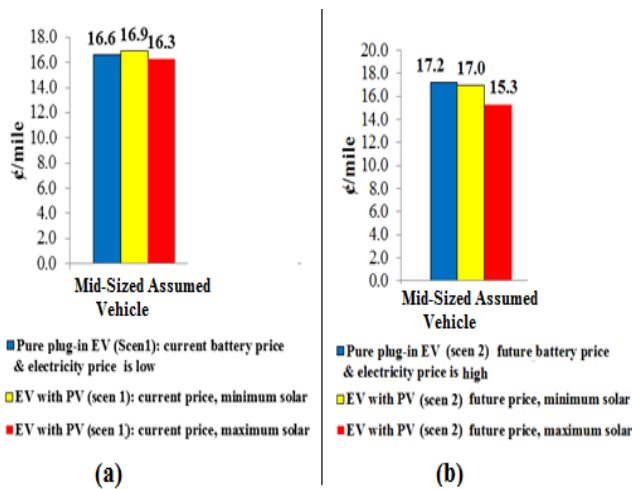 18.0
16.0
14.0
12.0
10.0
8.0
6.0
4.0
2.0
0.0
¢/mile
16.6 16.9 16.3
Mid-Sized Assumed
Vehicle
Pure plug-in EV (Scen1): current battery price
& electricity price is low
EV with PV (scen 1): current price, minimum solar
EV with PV (scen 1): current price, maximum solar
(a)
20.0
18.0
16.0
14.0
12.0
10.0
8.0
6.0
4.0
2.0
0.0
¢/mile
17.2 17.0 15.3
Mid-Sized Assumed
Vehicle
Pure plug-in EV (scen 2) future battery price
& electricity price is high
EV with PV (scen 2) future price, minimum solar
EV with PV (scen 2) future price, maximum solar
(b)